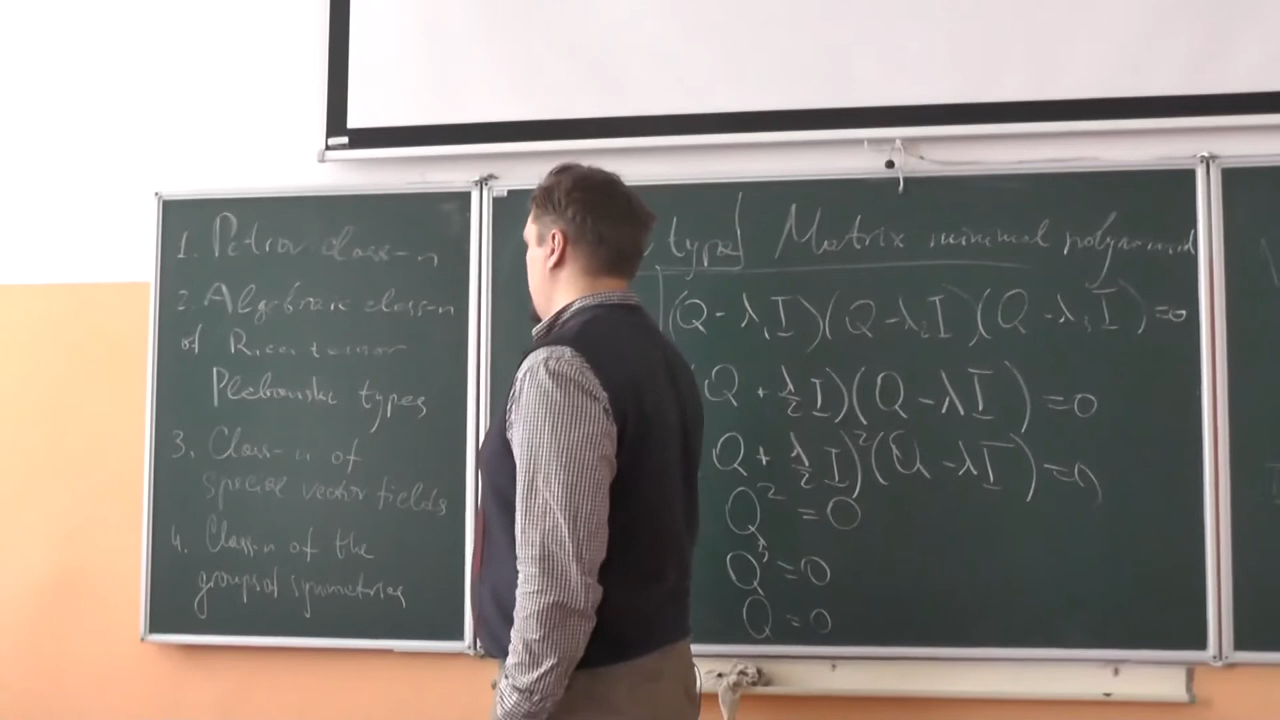 1. Petrov class-n
2. Algebraic class-n
of Ricci tensor
Plebanski types
3. Class-n of
special vector fields
4. Class-n of the
groups of symmetries
type | Matrix minimal polynomial
(Q - λ₁I)(Q - λ₂I)(Q - λ₃I) = 0
Q + λ/2 I)(Q - λI) = 0
Q + λ/2 I)²(Q - λI) = 0
Q² = 0
Q³ = 0
Q = 0